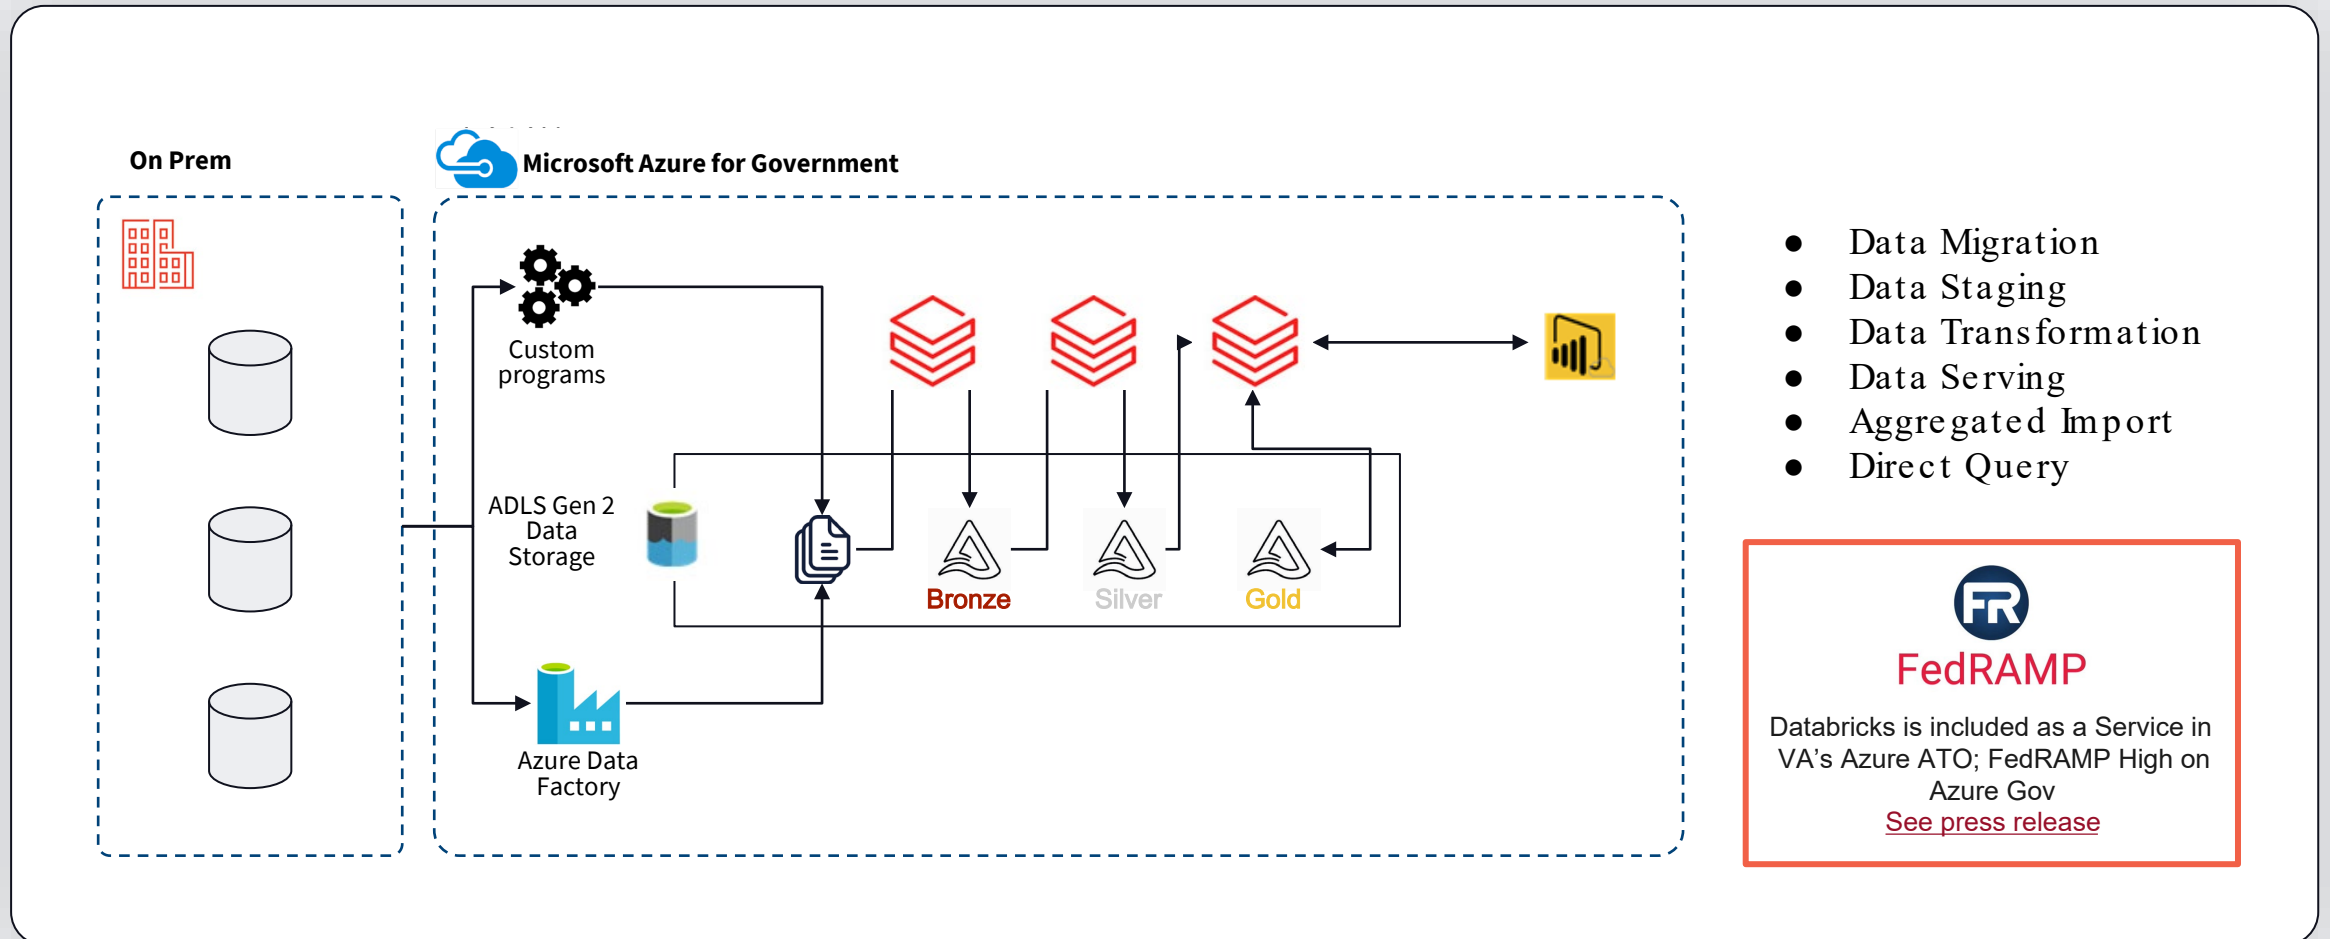 On Prem
Microsoft Azure for Government
Custom
programs
ADLS Gen 2
Data
Storage
Bronze
Silver
Gold
Azure Data
Factory
● Data Migration
● Data Staging
● Data Transformation
● Data Serving
● Aggregated Import
● Direct Query
FR
FedRAMP
Databricks is included as a Service in
VA’s Azure ATO; FedRAMP High on
Azure Gov
See press release